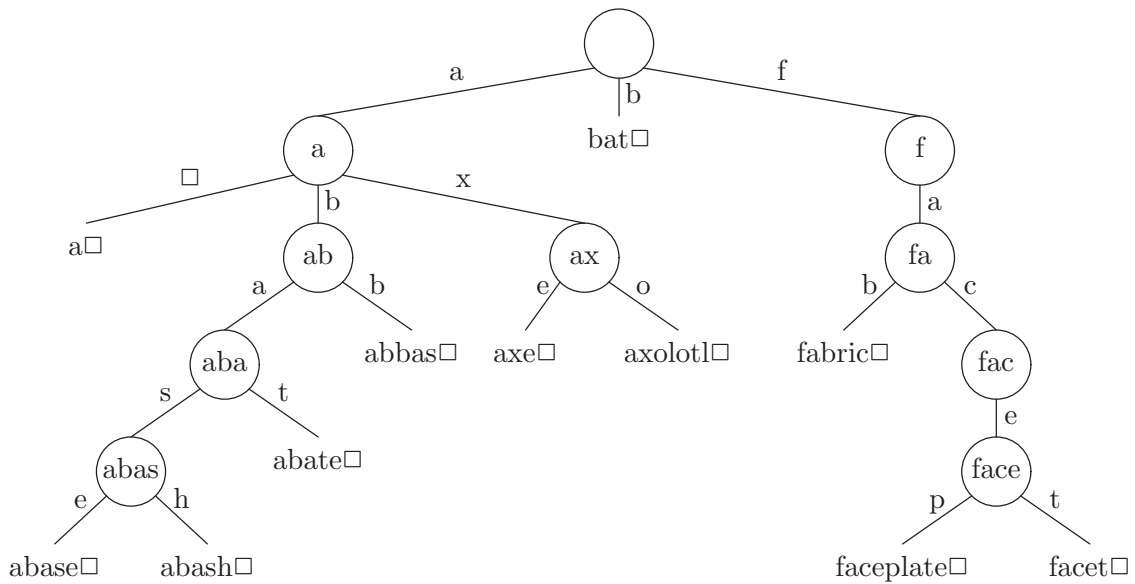 a b f
bat□
a f
□ b x a
a□
ab ax fa
a b e o b c
abbas□ axe□ axolotl□ fabric□
aba fac
s t e
abas abate□ face
e h p t
abase□ abash□ faceplate□ facet□